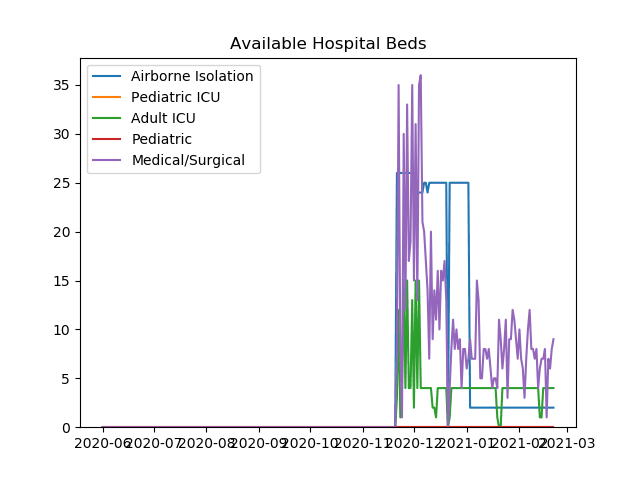 Available Hospital Beds
Airborne Isolation
Pediatric ICU
Adult ICU
Pediatric
Medical/Surgical
35
30
25
20
15
10
5
0
2020-06 2020-07 2020-08 2020-09 2020-10 2020-11 2020-12 2021-01 2021-02 2021-03